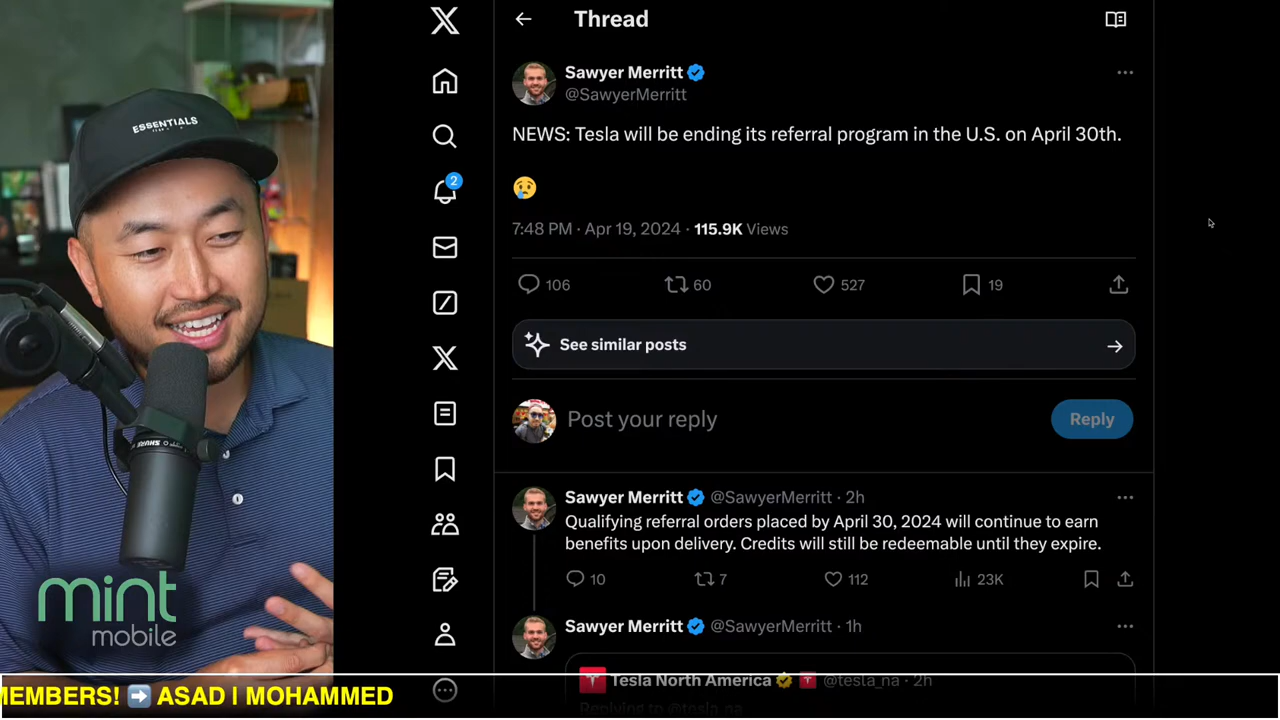 Thread
Sawyer Merritt
@SawyerMerritt
NEWS: Tesla will be ending its referral program in the U.S. on April 30th.
😢
7:48 PM · Apr 19, 2024 · 115.9K Views
106 60 527 19
See similar posts
Post your reply
Reply
Sawyer Merritt @SawyerMerritt · 2h
Qualifying referral orders placed by April 30, 2024 will continue to earn
benefits upon delivery. Credits will still be redeemable until they expire.
10 7 112 23K
Sawyer Merritt @SawyerMerritt · 1h
Tesla North America @tesla_na · 2h
Replying to @tesla_na
2
ESSENTIALS
SHURE
mint
mobile
MEMBERS! ➡️ ASAD I MOHAMMED